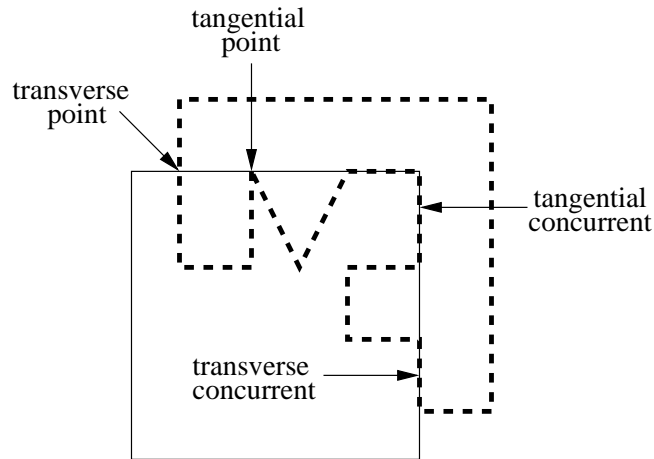 tangential
point
transverse
point
tangential
concurrent
transverse
concurrent